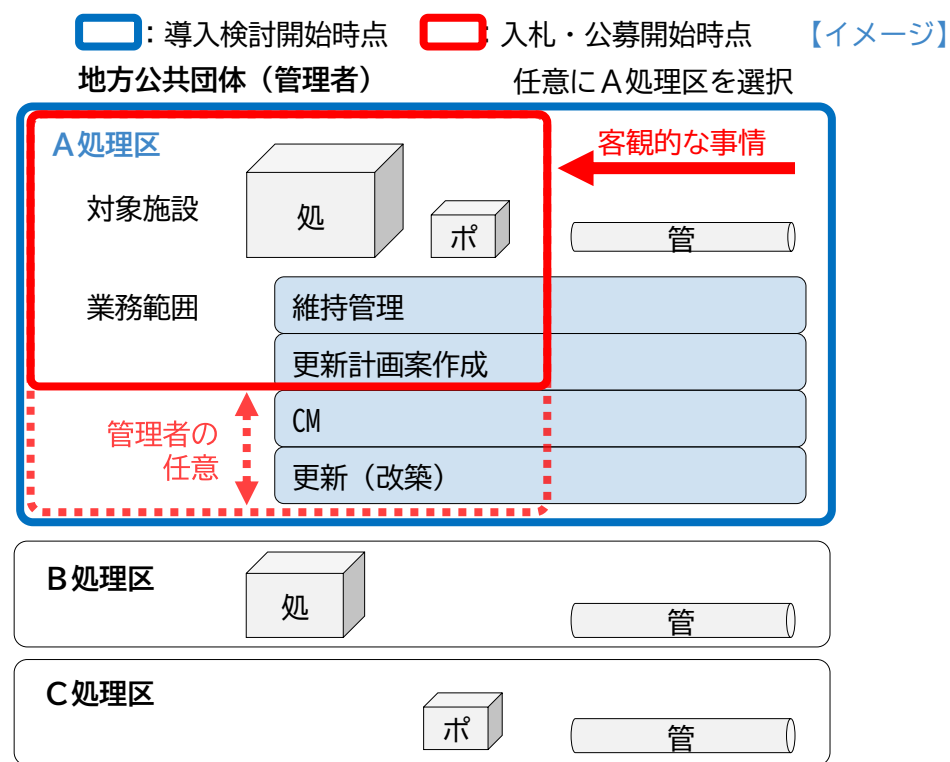 ：導入検討開始時点 ：入札・公募開始時点 【イメージ】
地方公共団体（管理者） 任意にＡ処理区を選択
Ａ処理区 客観的な事情
対象施設 処 ポ 管
業務範囲 維持管理
更新計画案作成
CM
管理者の
任意
更新（改築）
Ｂ処理区 処 管
Ｃ処理区 ポ 管